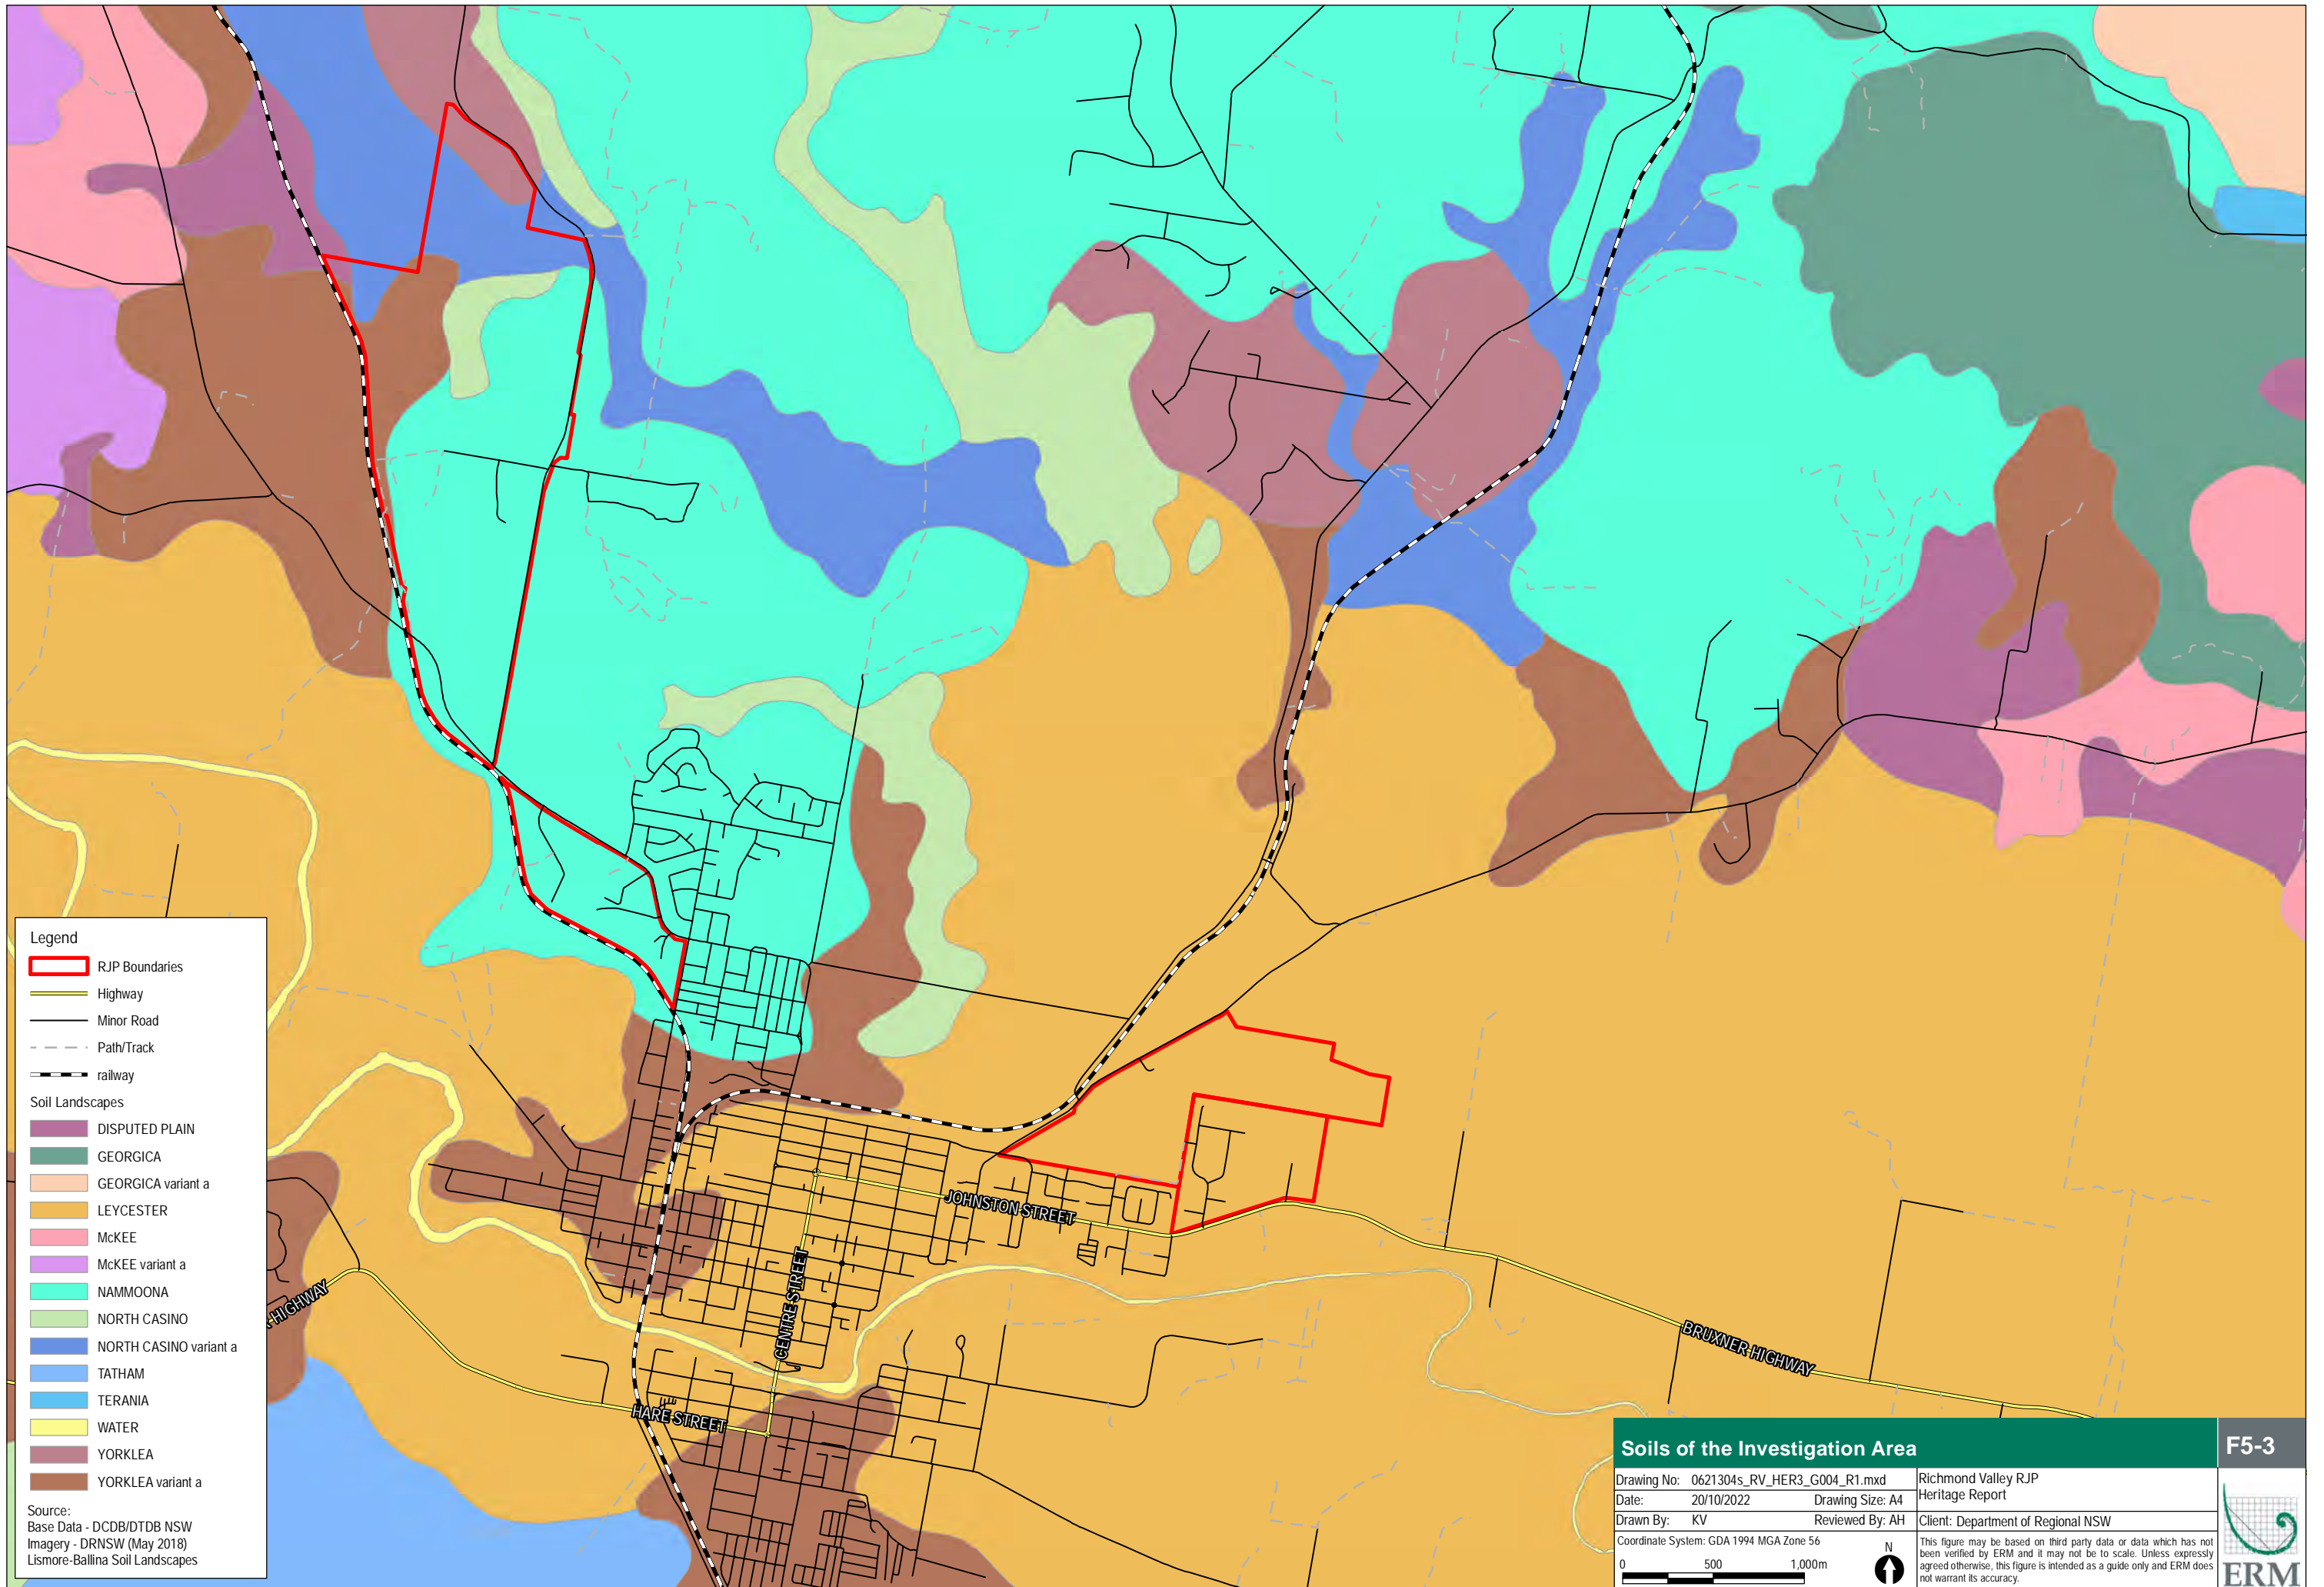 JOHNSTON STREET
CENTRE STREET
HIGHWAY
HARE STREET
BRUXNER HIGHWAY
Legend
RJP Boundaries
Highway
Minor Road
Path/Track
railway
Soil Landscapes
DISPUTED PLAIN
GEORGICA
GEORGICA variant a
LEYCESTER
McKEE
McKEE variant a
NAMMOONA
NORTH CASINO
NORTH CASINO variant a
TATHAM
TERANIA
WATER
YORKLEA
YORKLEA variant a
Source:
Base Data - DCDB/DTDB NSW
Imagery - DRNSW (May 2018)
Lismore-Ballina Soil Landscapes
Soils of the Investigation Area
F5-3
Drawing No: 0621304s_RV_HER3_G004_R1.mxd
Date: 20/10/2022 Drawing Size: A4
Drawn By: KV Reviewed By: AH
Richmond Valley RJP
Heritage Report
Client: Department of Regional NSW
Coordinate System: GDA 1994 MGA Zone 56
0 500 1,000m
N
This figure may be based on third party data or data which has not
been verified by ERM and it may not be to scale. Unless expressly
agreed otherwise, this figure is intended as a guide only and ERM does
not warrant its accuracy.
ERM